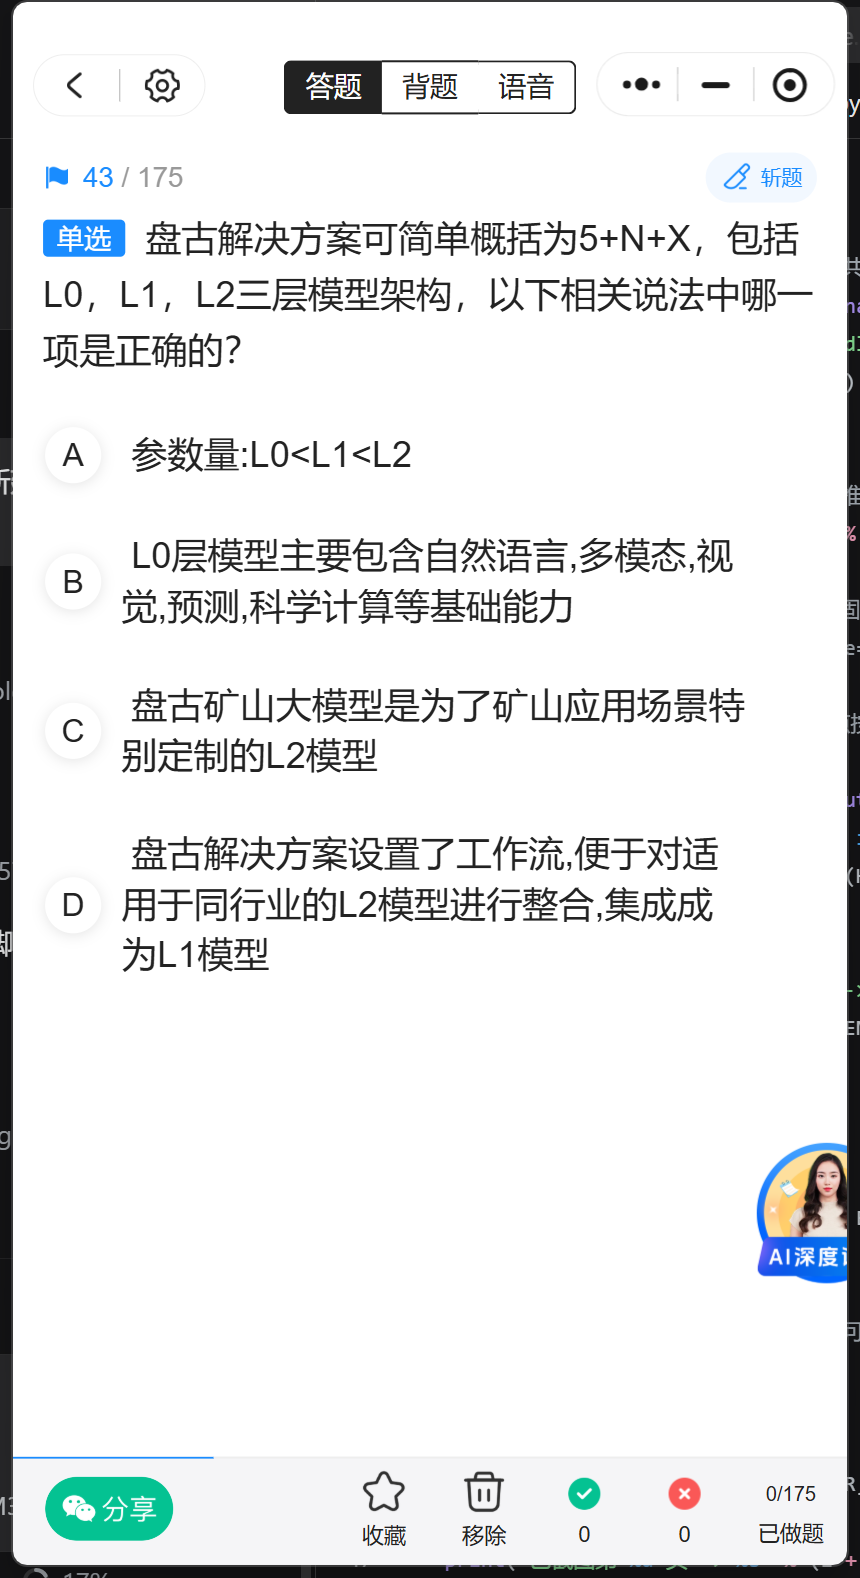 答题 背题 语音
43 / 175
斩题
单选 盘古解决方案可简单概括为5+N+X，包括
L0，L1，L2三层模型架构，以下相关说法中哪一
项是正确的？
A 参数量:L0<L1<L2
B L0层模型主要包含自然语言,多模态,视
觉,预测,科学计算等基础能力
C 盘古矿山大模型是为了矿山应用场景特
别定制的L2模型
D 盘古解决方案设置了工作流,便于对适
用于同行业的L2模型进行整合,集成成
为L1模型
AI深度
分享
收藏
移除
0
0
0/175
已做题
17%